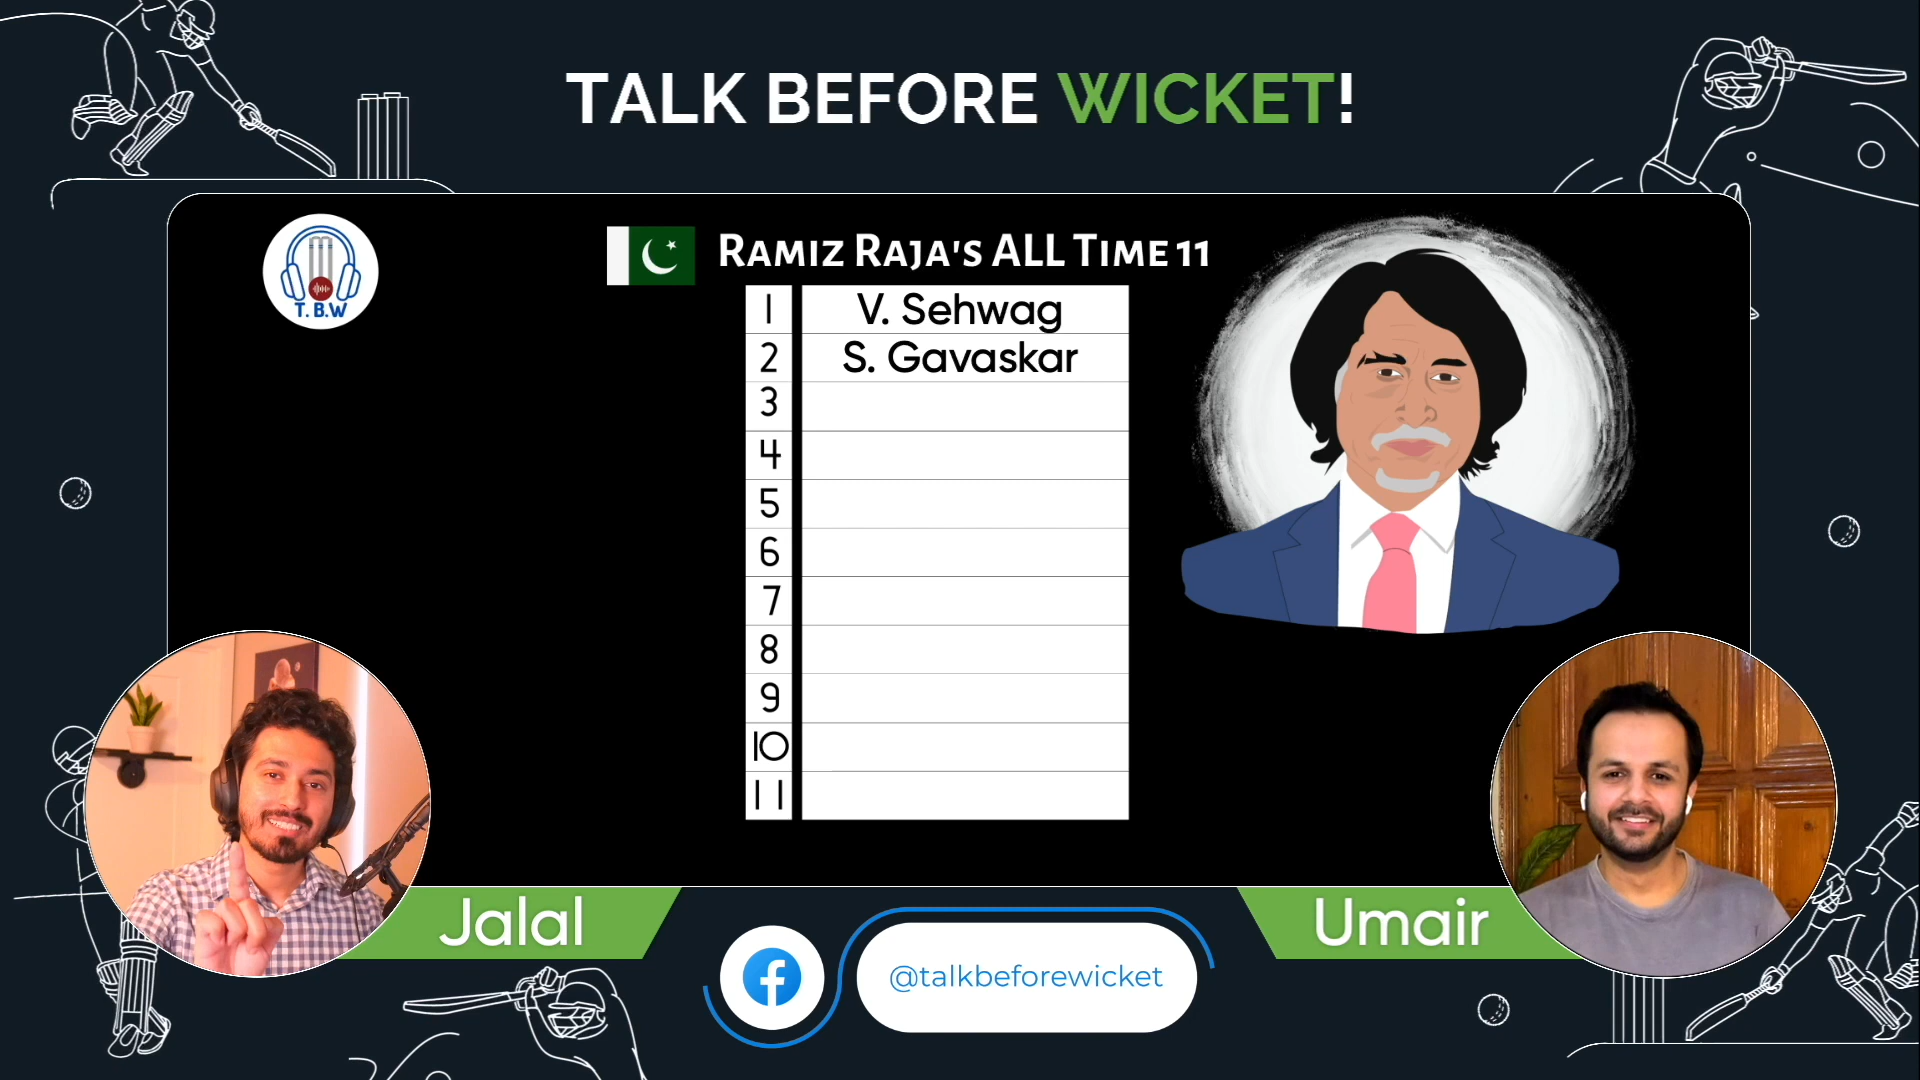 TALK BEFORE WICKET!
T.B.W
RAMIZ RAJA'S ALL TIME 11
1 V. Sehwag
2 S. Gavaskar
3
4
5
6
7
8
9
10
11
Jalal
Umair
@talkbeforewicket